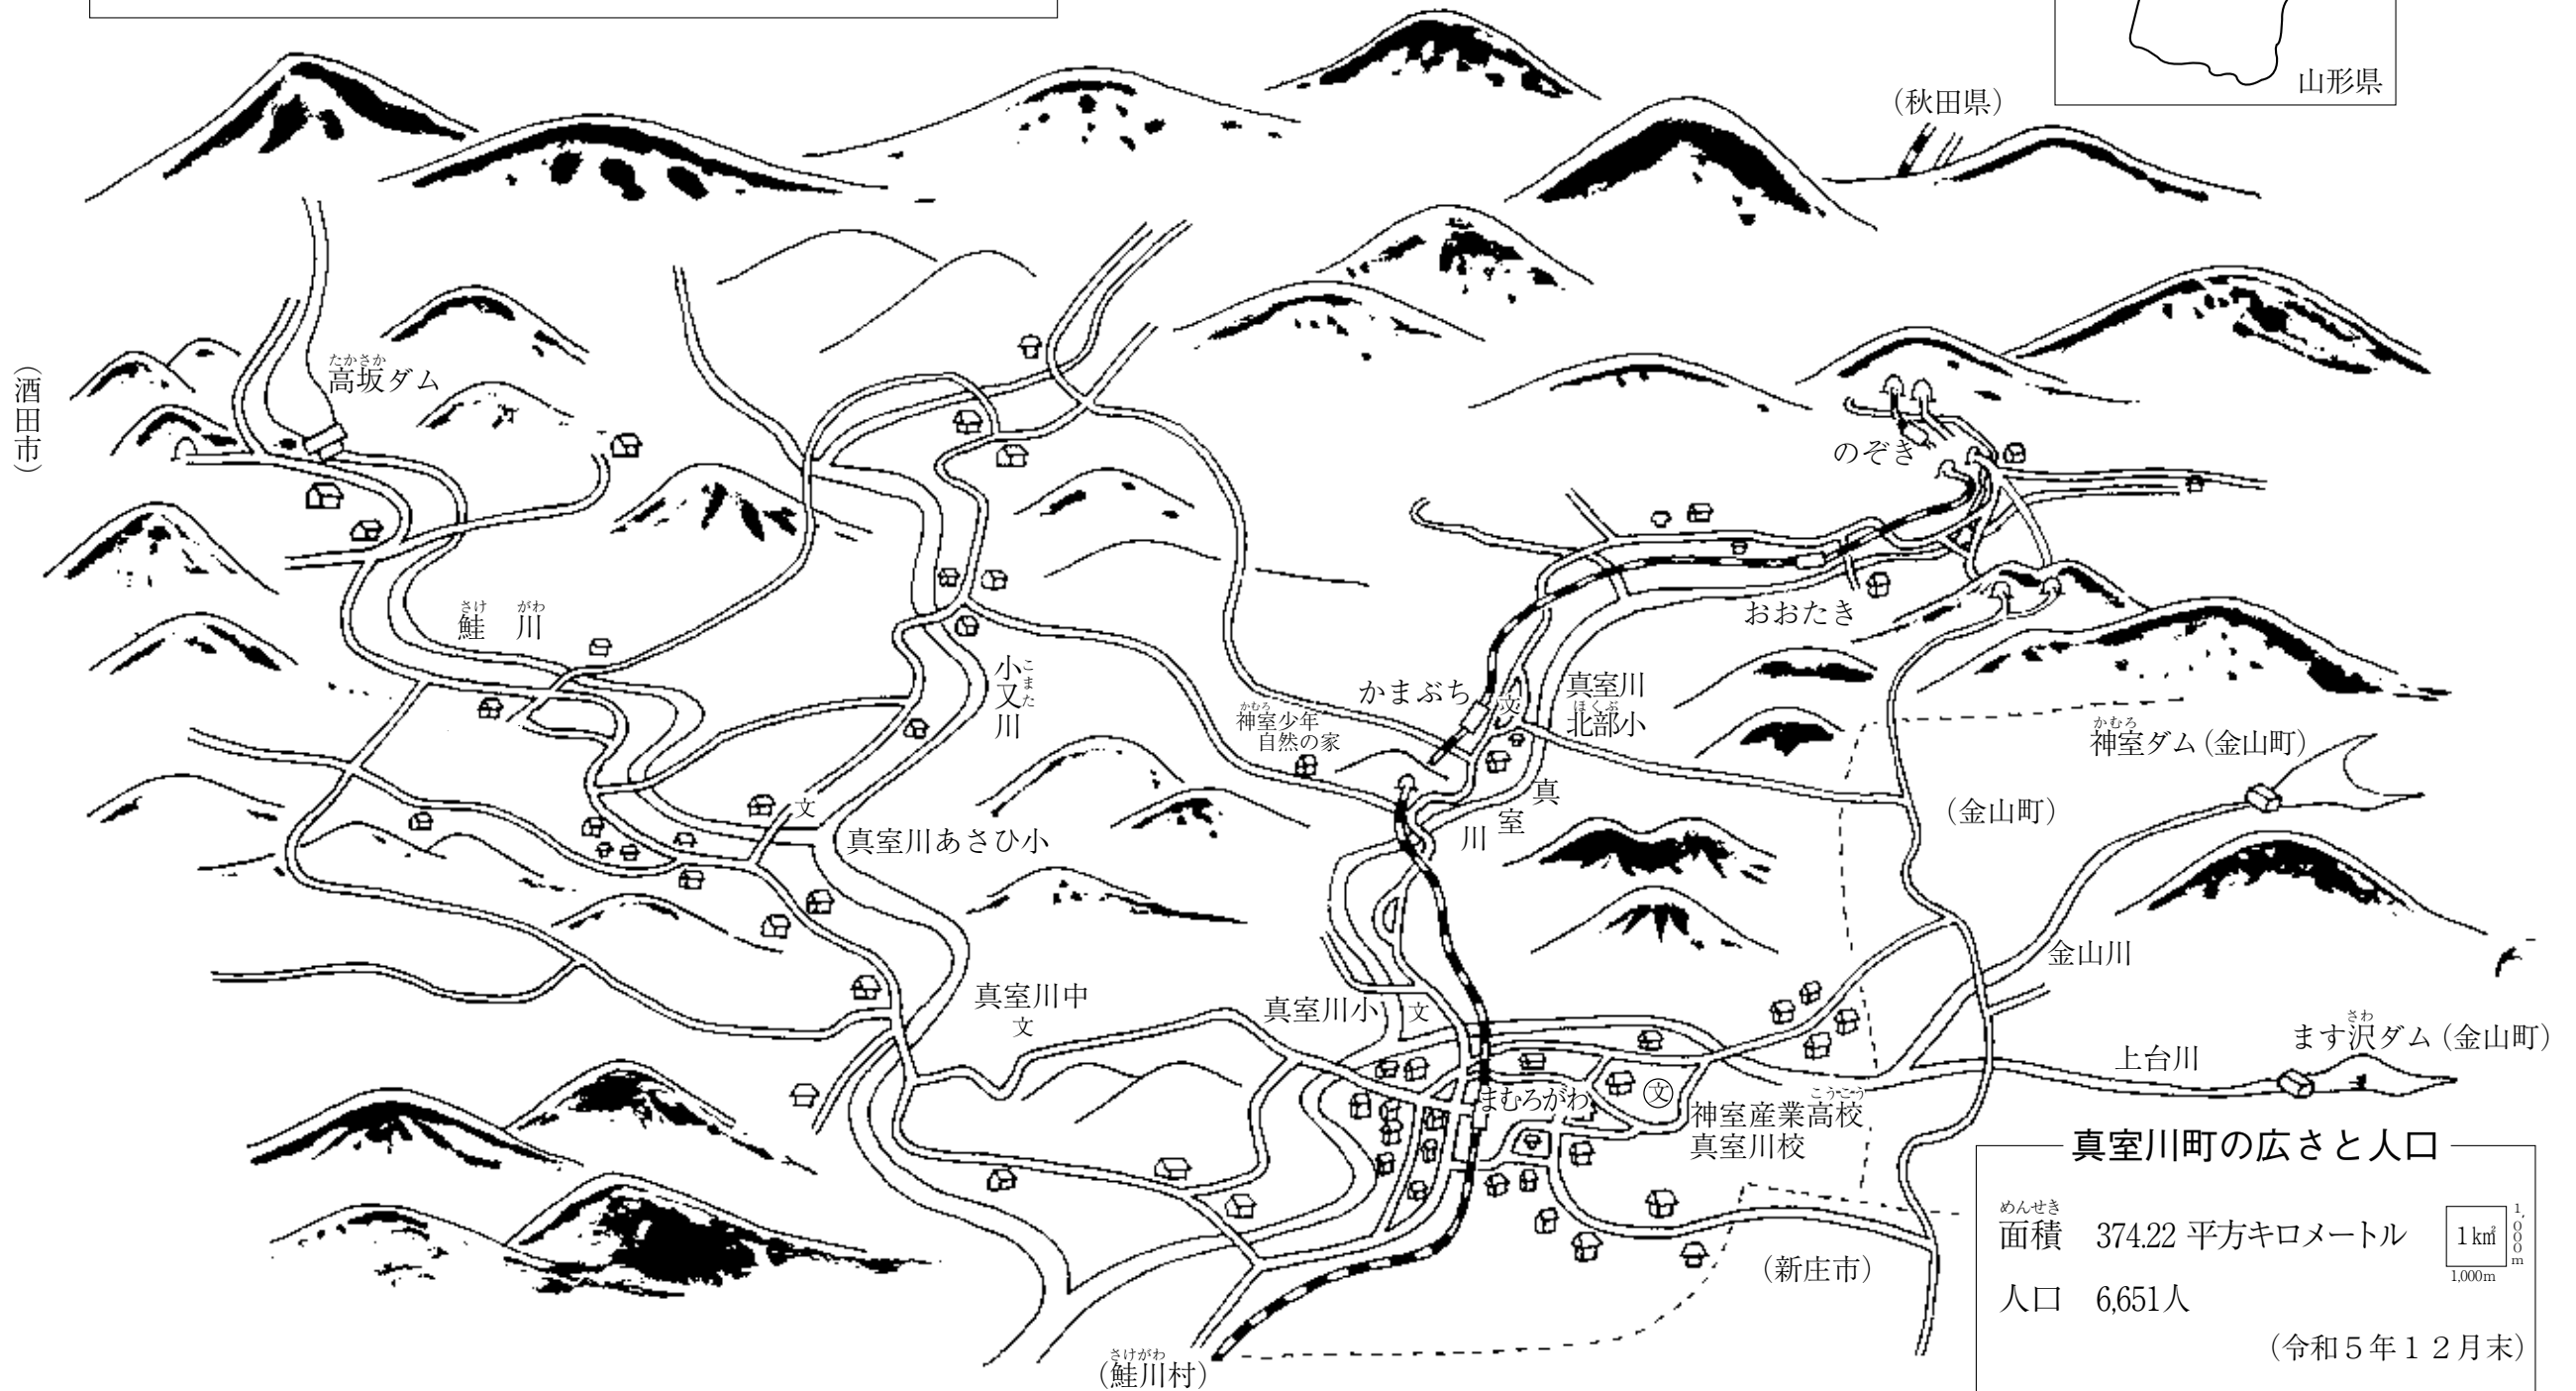 山形県
（秋田県）
（酒田市）
たかさか
高坂ダム
のぞき
さけ がわ
鮭 川
おおたき
小又川
こまた
かまぶち
文
真室川
ほくぶ
北部小
かむろ
神室少年
自然の家
かむろ
神室ダム（金山町）
真室川
（金山町）
文
真室川あさひ小
金山川
真室川中
文
真室川小
文
さわ
ます沢ダム（金山町）
上台川
まむろがわ
文
こうこう
神室産業高校
真室川校
（新庄市）
さけがわ
（鮭川村）
真室川町の広さと人口
めんせき
面積 374.22 平方キロメートル
1㎢
1,000m
1,000m
人口 6,651人
（令和５年１２月末）